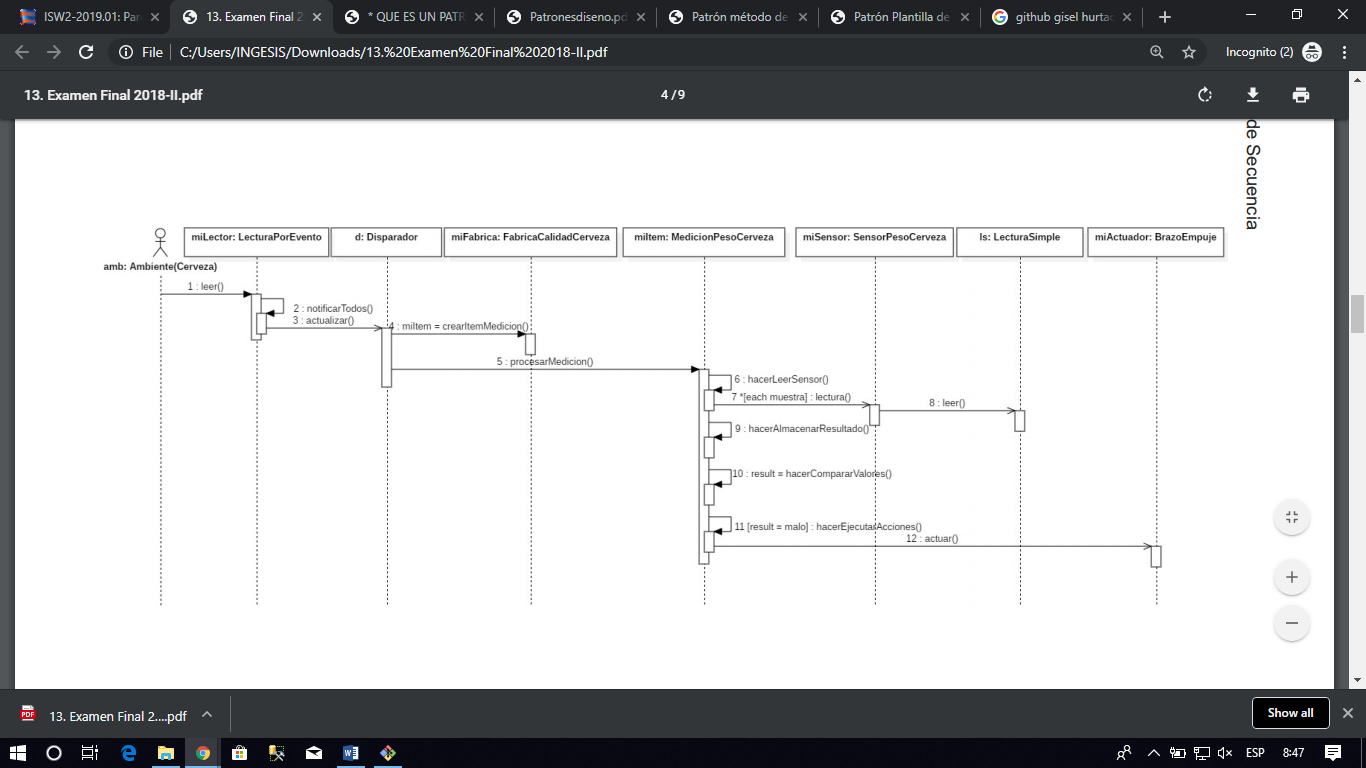 ISW2-2019.01: Par
13. Examen Final 2
* QUE ES UN PATR
Patronesdiseno.pd
Patrón método de
Patrón Plantilla de
github gisel hurtac
File
C:/Users/INGESIS/Downloads/13.%20Examen%20Final%202018-II.pdf
Incognito (2)
13. Examen Final 2018-II.pdf
4 / 9
de Secuencia
amb: Ambiente(Cerveza)
miLector: LecturaPorEvento
d: Disparador
miFabrica: FabricaCalidadCerveza
miItem: MedicionPesoCerveza
miSensor: SensorPesoCerveza
ls: LecturaSimple
miActuador: BrazoEmpuje
1 : leer()
2 : notificarTodos()
3 : actualizar()
4 : miItem = crearItemMedicion()
5 : procesarMedicion()
6 : hacerLeerSensor()
7 *[each muestra] : lectura()
8 : leer()
9 : hacerAlmacenarResultado()
10 : result = hacerCompararValores()
11 [result = malo] : hacerEjecutarAcciones()
12 : actuar()
PDF
13. Examen Final 2....pdf
Show all
ESP
8:47